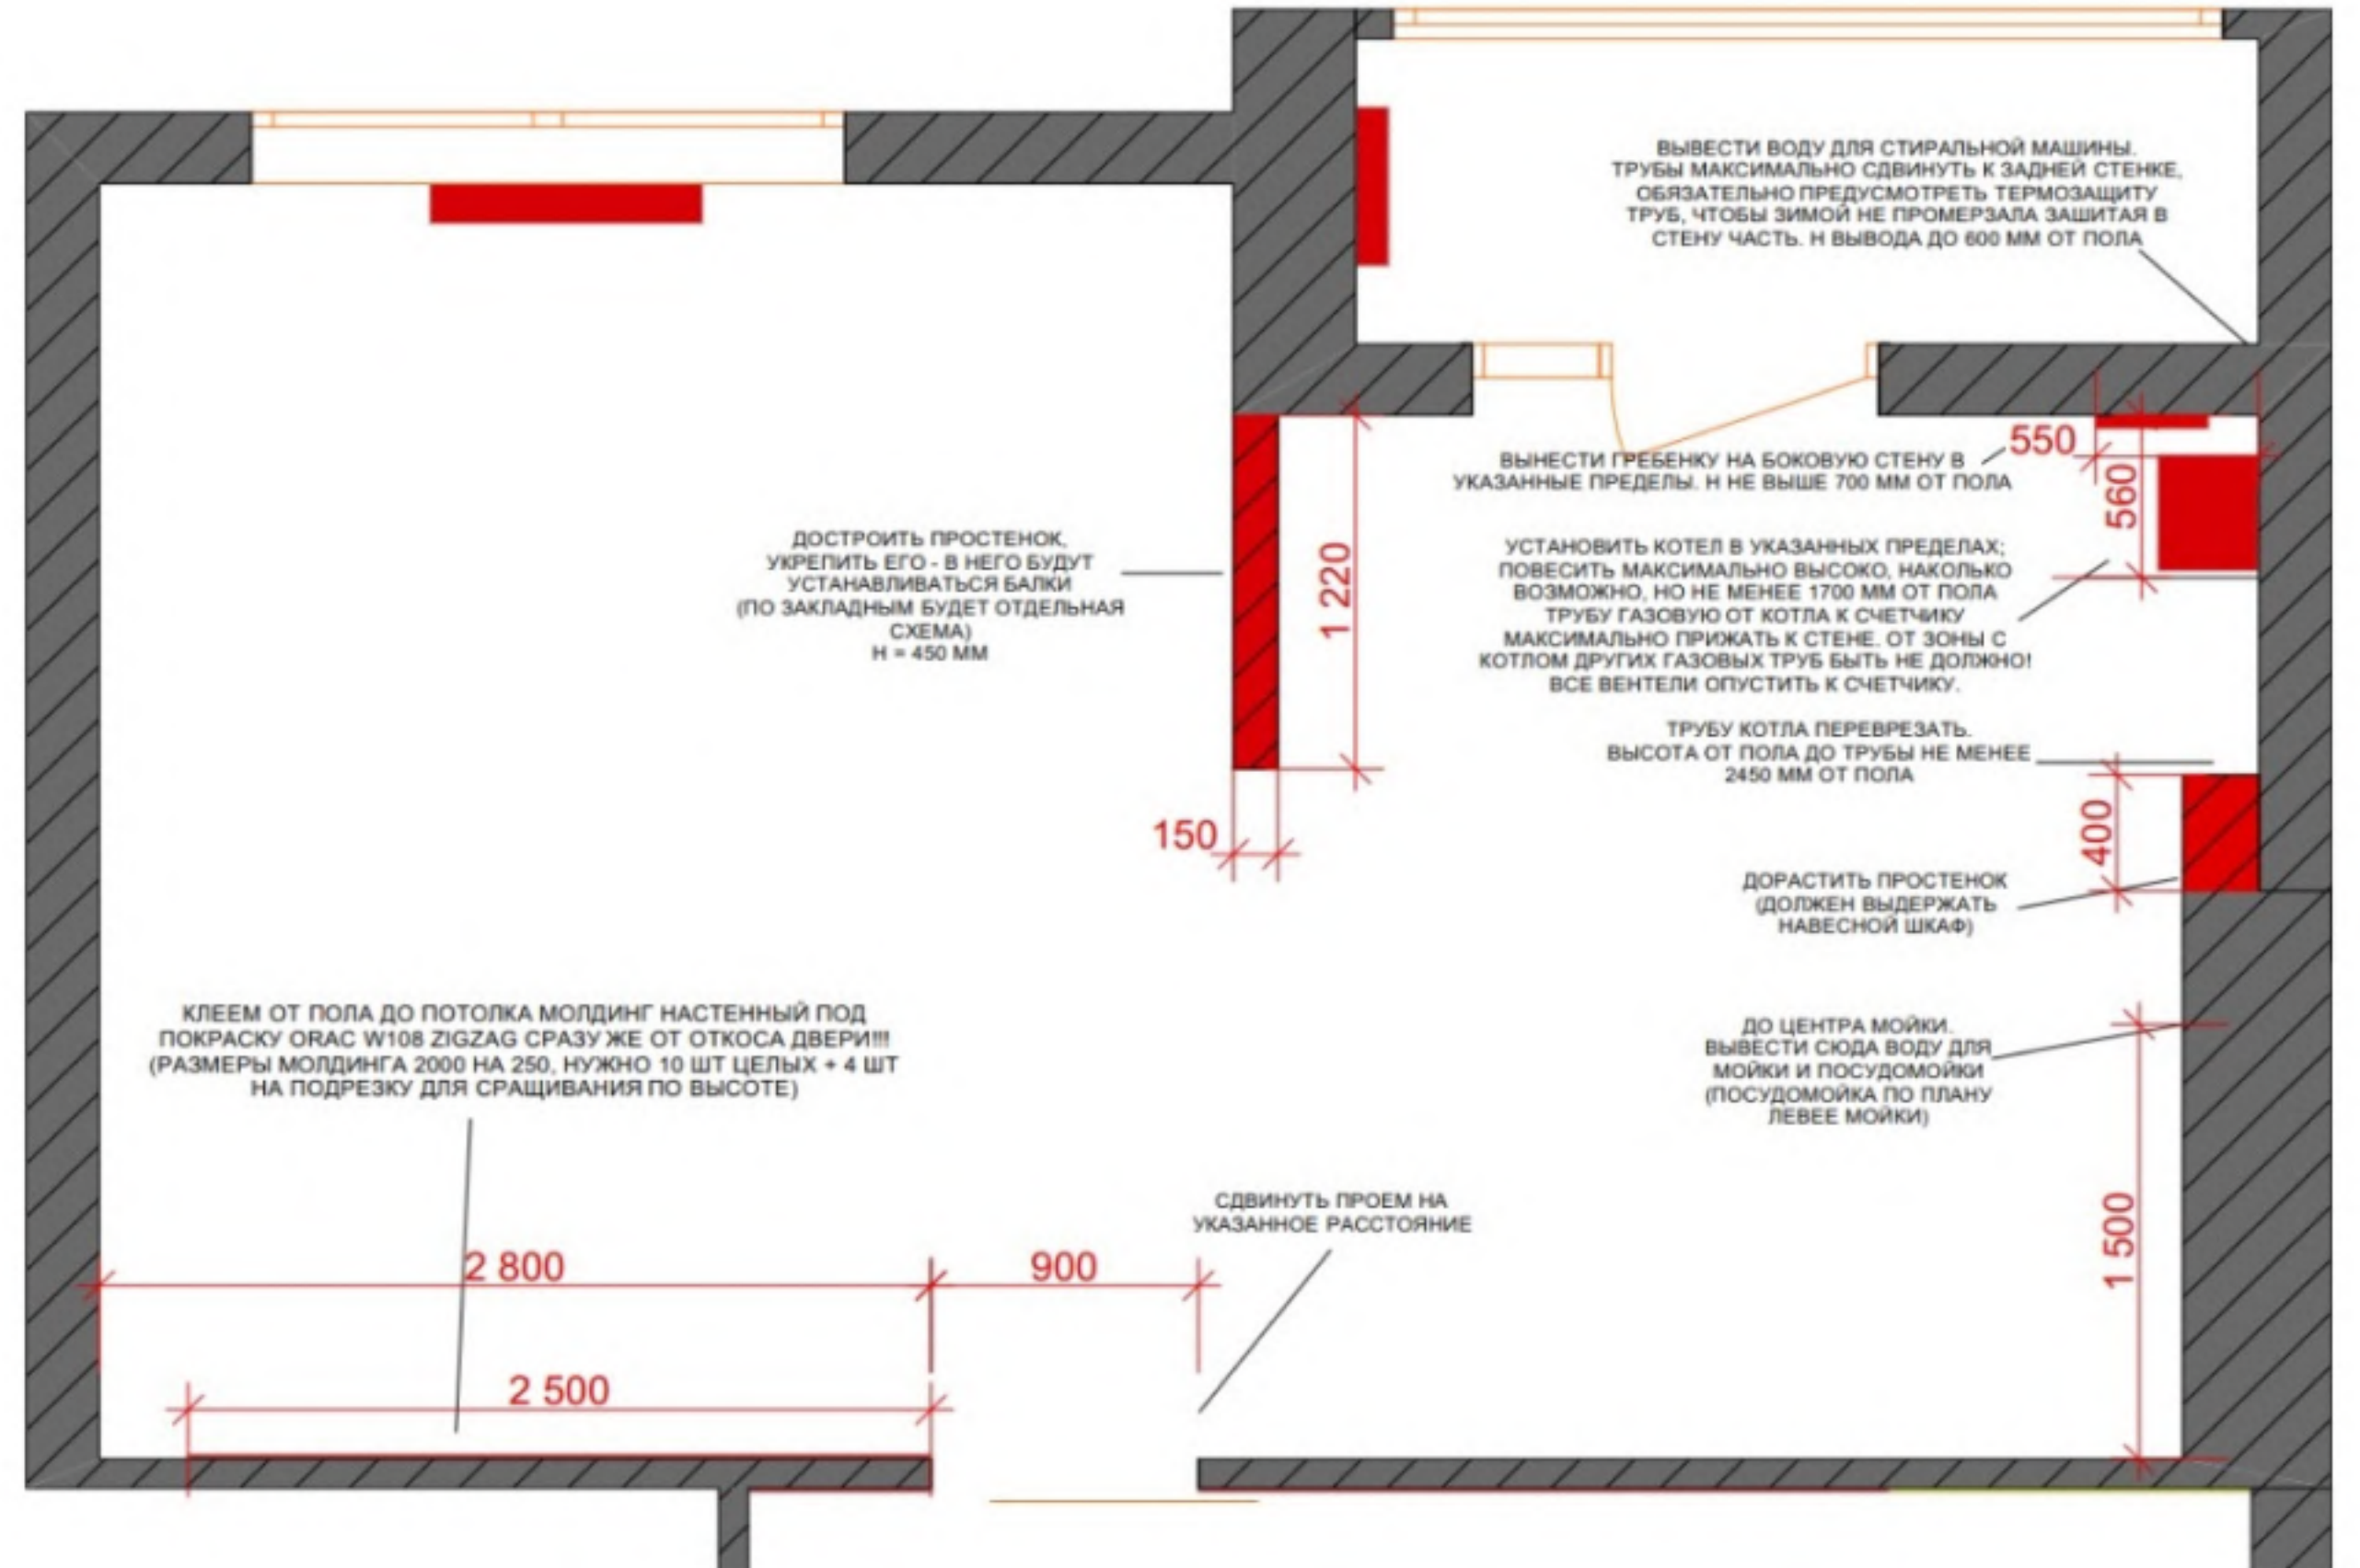 ВЫВЕСТИ ВОДУ ДЛЯ СТИРАЛЬНОЙ МАШИНЫ.
ТРУБЫ МАКСИМАЛЬНО СДВИНУТЬ К ЗАДНЕЙ СТЕНКЕ,
ОБЯЗАТЕЛЬНО ПРЕДУСМОТРЕТЬ ТЕРМОЗАЩИТУ
ТРУБ, ЧТОБЫ ЗИМОЙ НЕ ПРОМЕРЗАЛА ЗАШИТАЯ В
СТЕНУ ЧАСТЬ. Н ВЫВОДА ДО 600 ММ ОТ ПОЛА
550
ВЫНЕСТИ ГРЕБЕНКУ НА БОКОВУЮ СТЕНУ В
УКАЗАННЫЕ ПРЕДЕЛЫ. Н НЕ ВЫШЕ 700 ММ ОТ ПОЛА
560
ДОСТРОИТЬ ПРОСТЕНОК,
УКРЕПИТЬ ЕГО - В НЕГО БУДУТ
УСТАНАВЛИВАТЬСЯ БАЛКИ
(ПО ЗАКЛАДНЫМ БУДЕТ ОТДЕЛЬНАЯ
СХЕМА)
Н = 450 ММ
1 220
УСТАНОВИТЬ КОТЕЛ В УКАЗАННЫХ ПРЕДЕЛАХ;
ПОВЕСИТЬ МАКСИМАЛЬНО ВЫСОКО, НАКОЛЬКО
ВОЗМОЖНО, НО НЕ МЕНЕЕ 1700 ММ ОТ ПОЛА
ТРУБУ ГАЗОВУЮ ОТ КОТЛА К СЧЕТЧИКУ
МАКСИМАЛЬНО ПРИЖАТЬ К СТЕНЕ. ОТ ЗОНЫ С
КОТЛОМ ДРУГИХ ГАЗОВЫХ ТРУБ БЫТЬ НЕ ДОЛЖНО!
ВСЕ ВЕНТЕЛИ ОПУСТИТЬ К СЧЕТЧИКУ.
ТРУБУ КОТЛА ПЕРЕВРЕЗАТЬ.
ВЫСОТА ОТ ПОЛА ДО ТРУБЫ НЕ МЕНЕЕ
2450 ММ ОТ ПОЛА
150
400
ДОРАСТИТЬ ПРОСТЕНОК
(ДОЛЖЕН ВЫДЕРЖАТЬ
НАВЕСНОЙ ШКАФ)
КЛЕЕМ ОТ ПОЛА ДО ПОТОЛКА МОЛДИНГ НАСТЕННЫЙ ПОД
ПОКРАСКУ ORAC W108 ZIGZAG СРАЗУ ЖЕ ОТ ОТКОСА ДВЕРИ!!!
(РАЗМЕРЫ МОЛДИНГА 2000 НА 250, НУЖНО 10 ШТ ЦЕЛЫХ + 4 ШТ
НА ПОДРЕЗКУ ДЛЯ СРАЩИВАНИЯ ПО ВЫСОТЕ)
ДО ЦЕНТРА МОЙКИ.
ВЫВЕСТИ СЮДА ВОДУ ДЛЯ
МОЙКИ И ПОСУДОМОЙКИ
(ПОСУДОМОЙКА ПО ПЛАНУ
ЛЕВЕЕ МОЙКИ)
СДВИНУТЬ ПРОЕМ НА
УКАЗАННОЕ РАССТОЯНИЕ
1 500
2 800
900
2 500